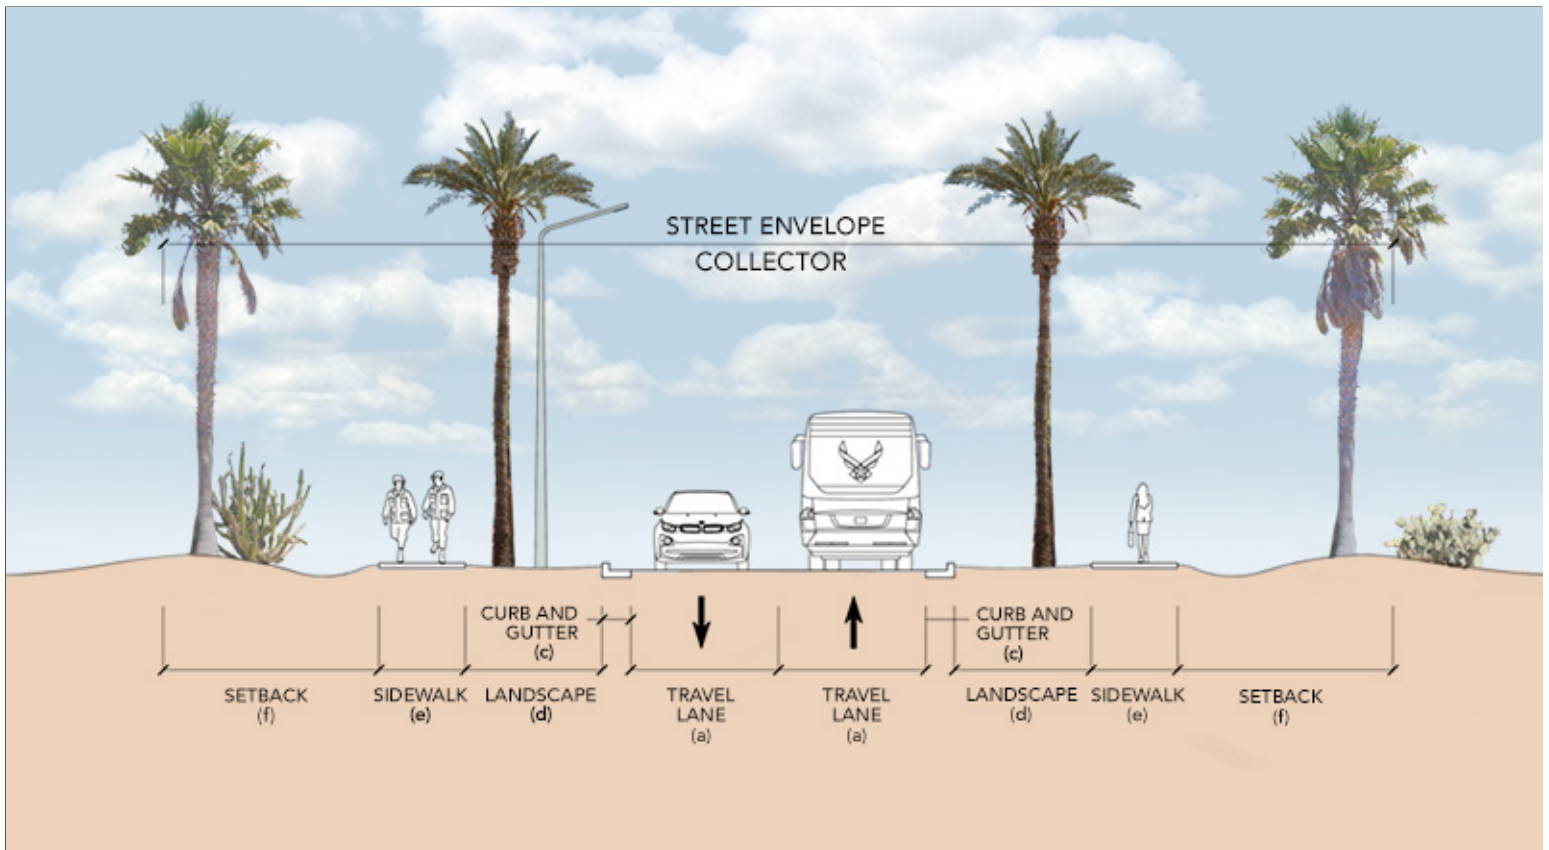 STREET ENVELOPE
COLLECTOR
CURB AND
GUTTER
(c)
CURB AND
GUTTER
(c)
SETBACK
(f)
SIDEWALK
(e)
LANDSCAPE
(d)
TRAVEL
LANE
(a)
TRAVEL
LANE
(a)
LANDSCAPE
(d)
SIDEWALK
(e)
SETBACK
(f)